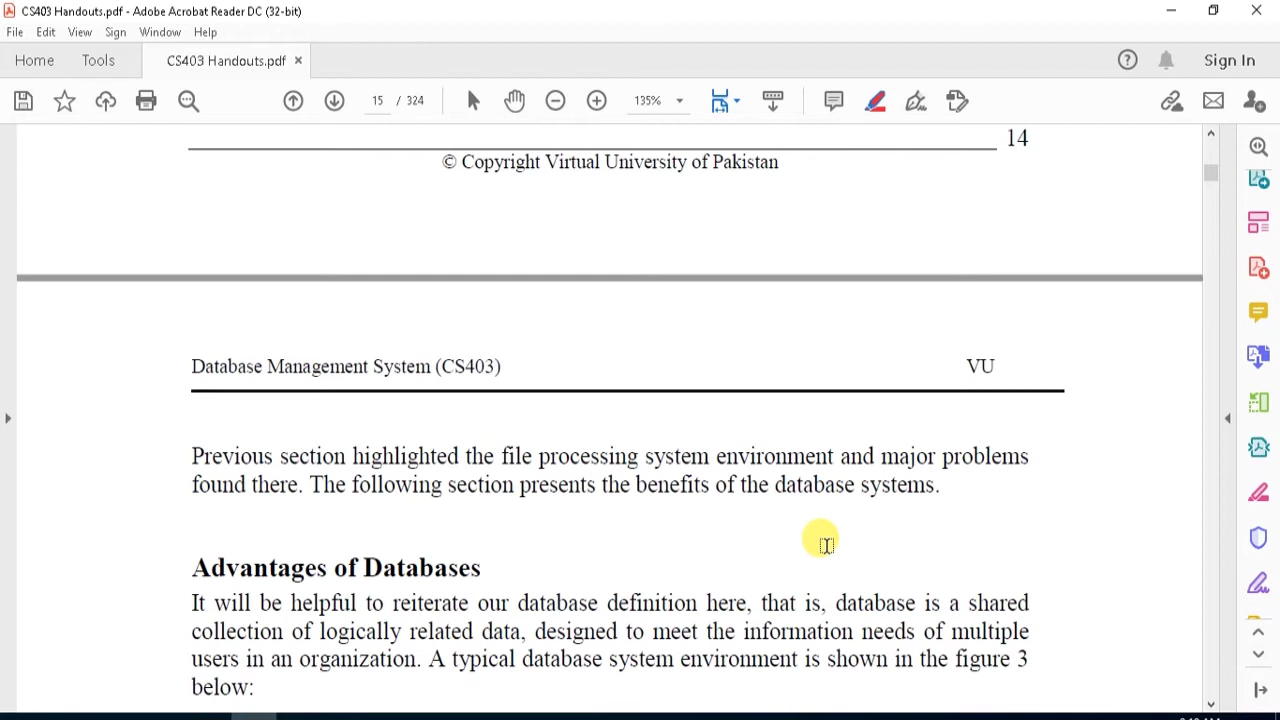 CS403 Handouts.pdf - Adobe Acrobat Reader DC (32-bit)
File Edit View Sign Window Help
Home Tools CS403 Handouts.pdf Sign In
15 / 324 135%
14
© Copyright Virtual University of Pakistan
Database Management System (CS403) VU
Previous section highlighted the file processing system environment and major problems
found there. The following section presents the benefits of the database systems.
Advantages of Databases
It will be helpful to reiterate our database definition here, that is, database is a shared
collection of logically related data, designed to meet the information needs of multiple
users in an organization. A typical database system environment is shown in the figure 3
below: